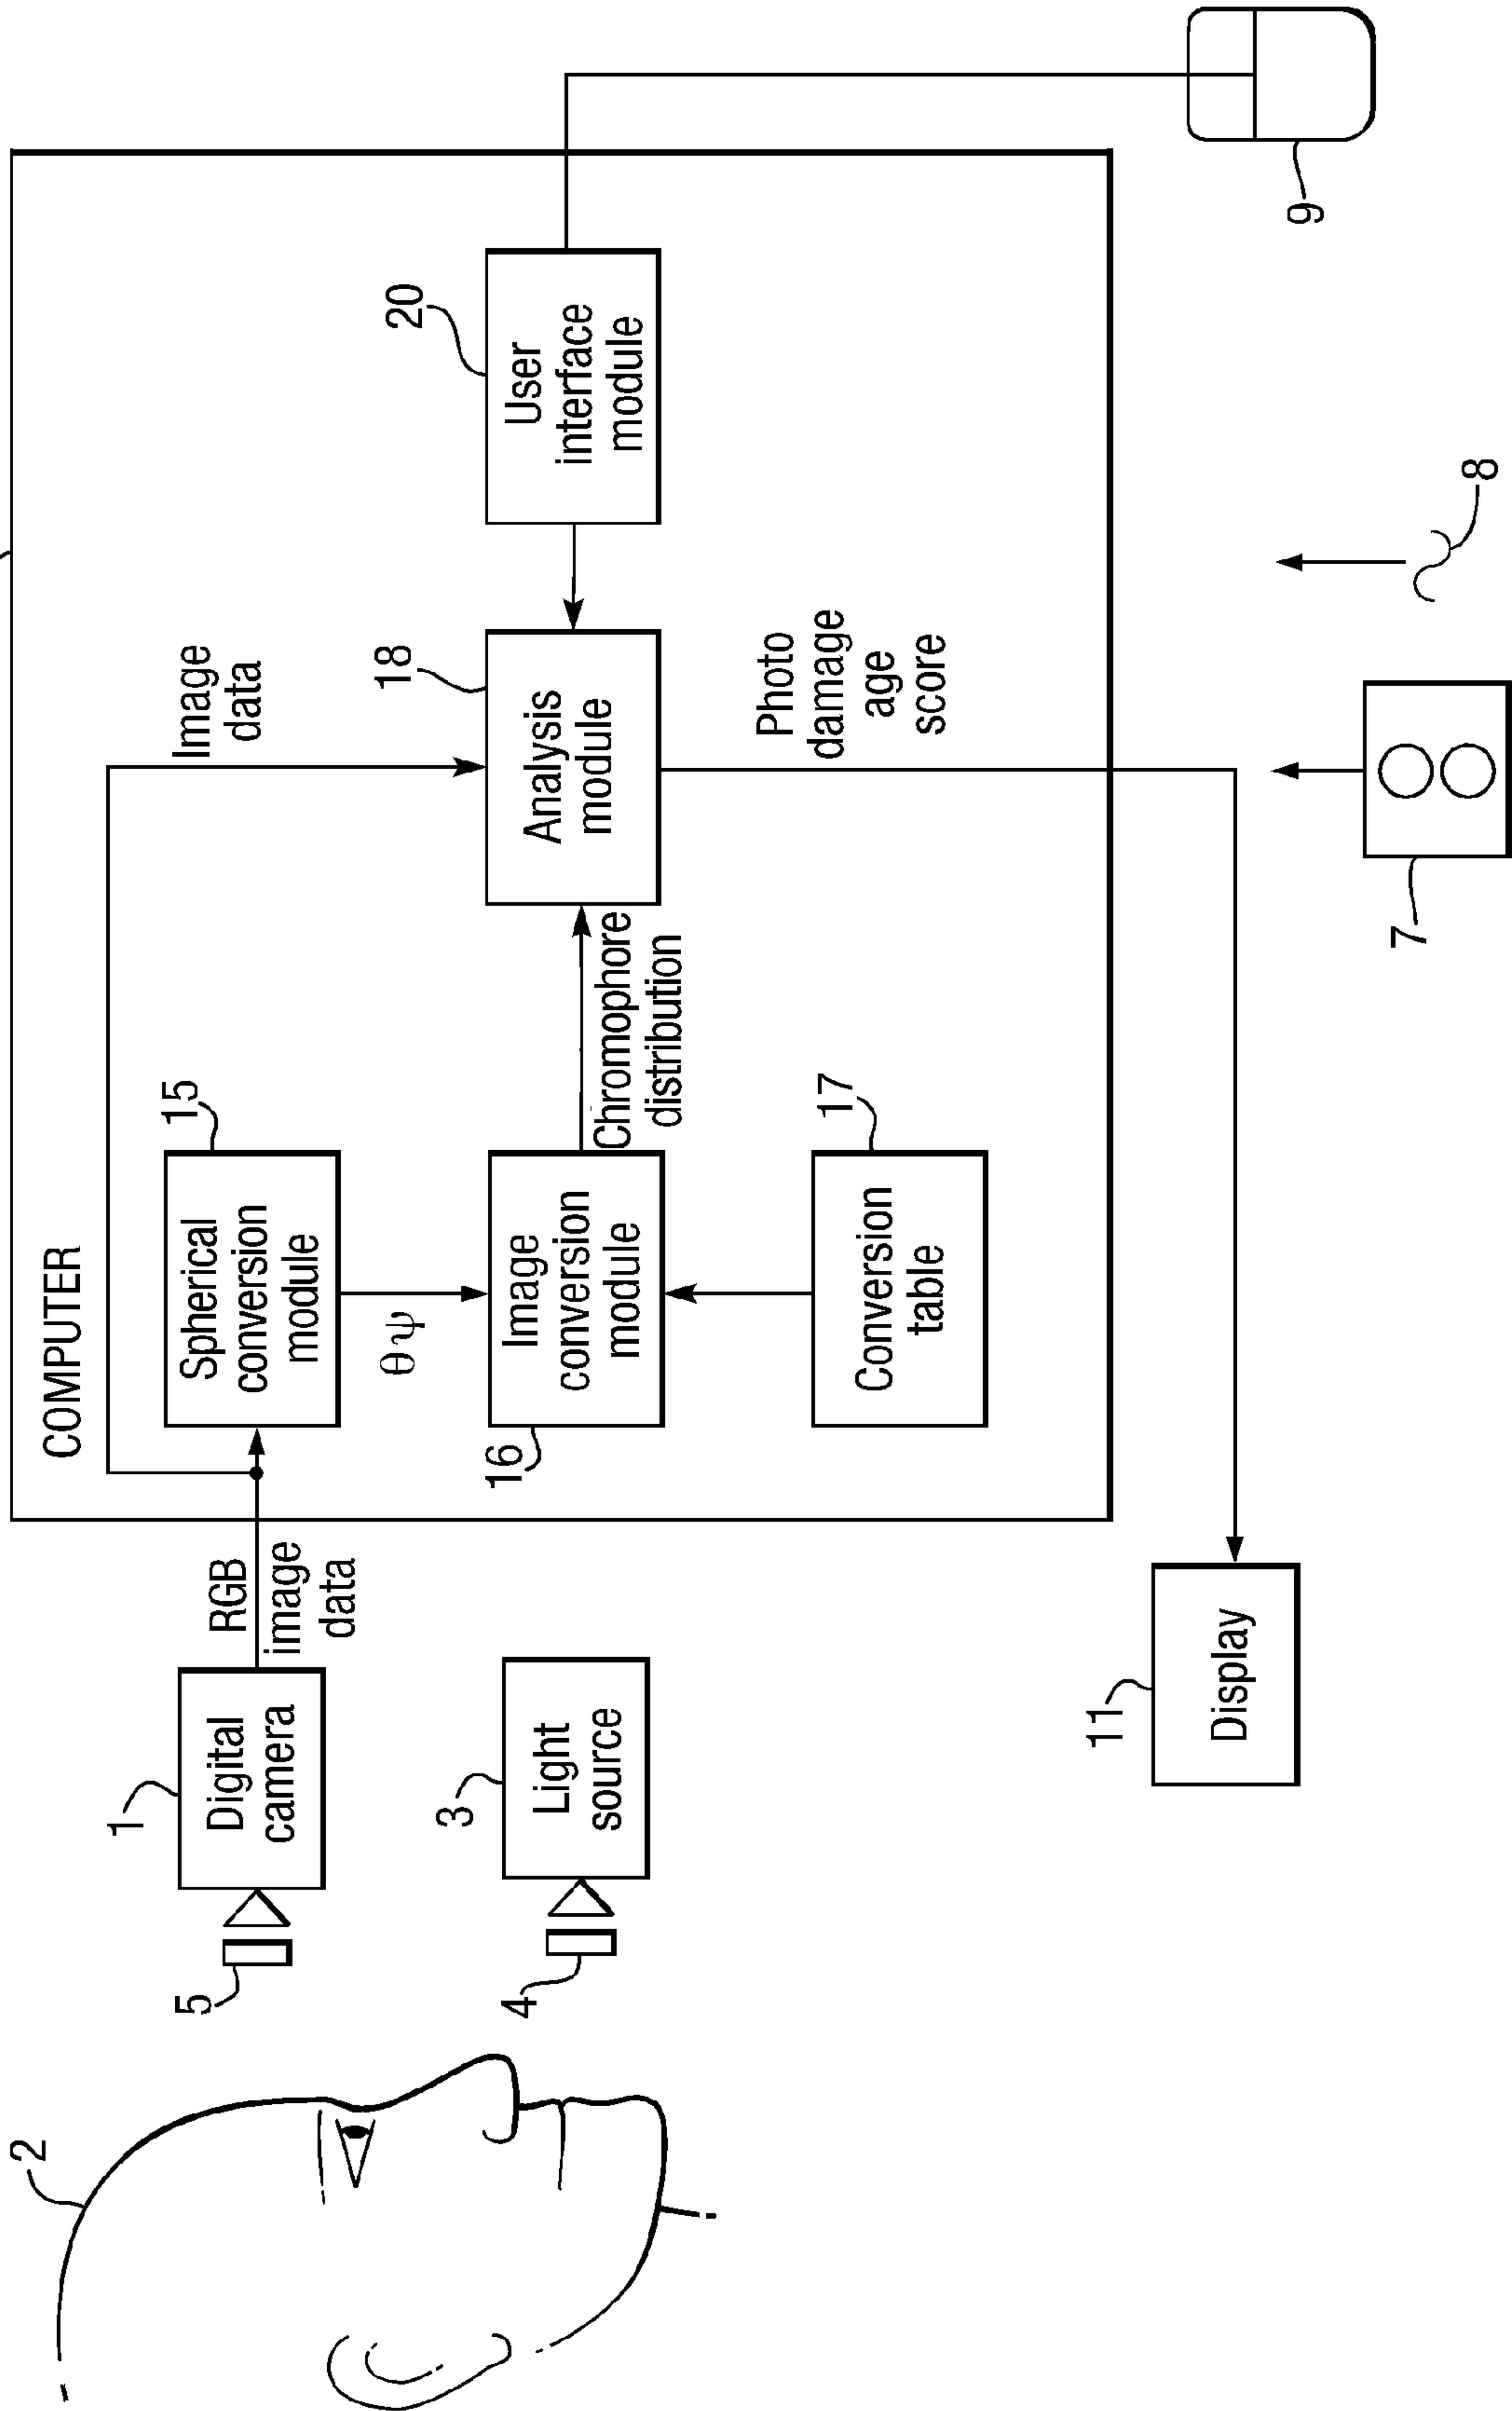 COMPUTER
2
5
1
Digital
camera
RGB
image
data
15
Spherical
conversion
module
Image
data
θ ψ
4
3
Light
source
16
Image
conversion
module
Chromophore
distribution
18
Analysis
module
20
User
interface
module
17
Conversion
table
Photo
damage
age
score
11
Display
7
8
9